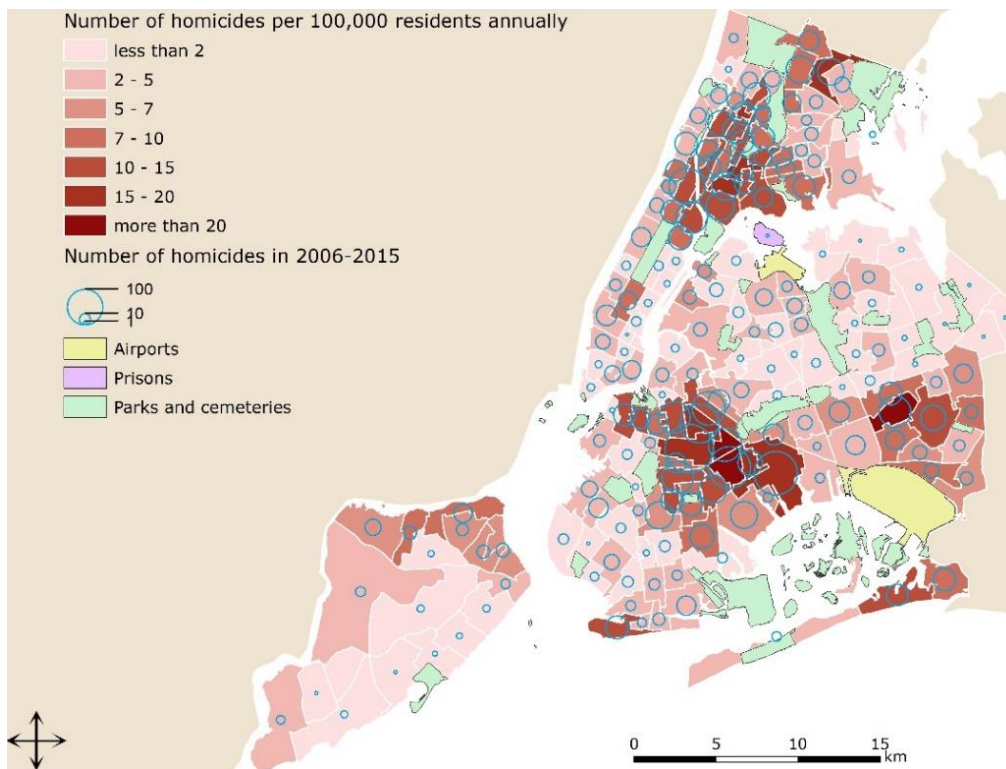 Number of homicides per 100,000 residents annually
less than 2
2 - 5
5 - 7
7 - 10
10 - 15
15 - 20
more than 20
Number of homicides in 2006-2015
100
10
1
Airports
Prisons
Parks and cemeteries
0 5 10 15
km